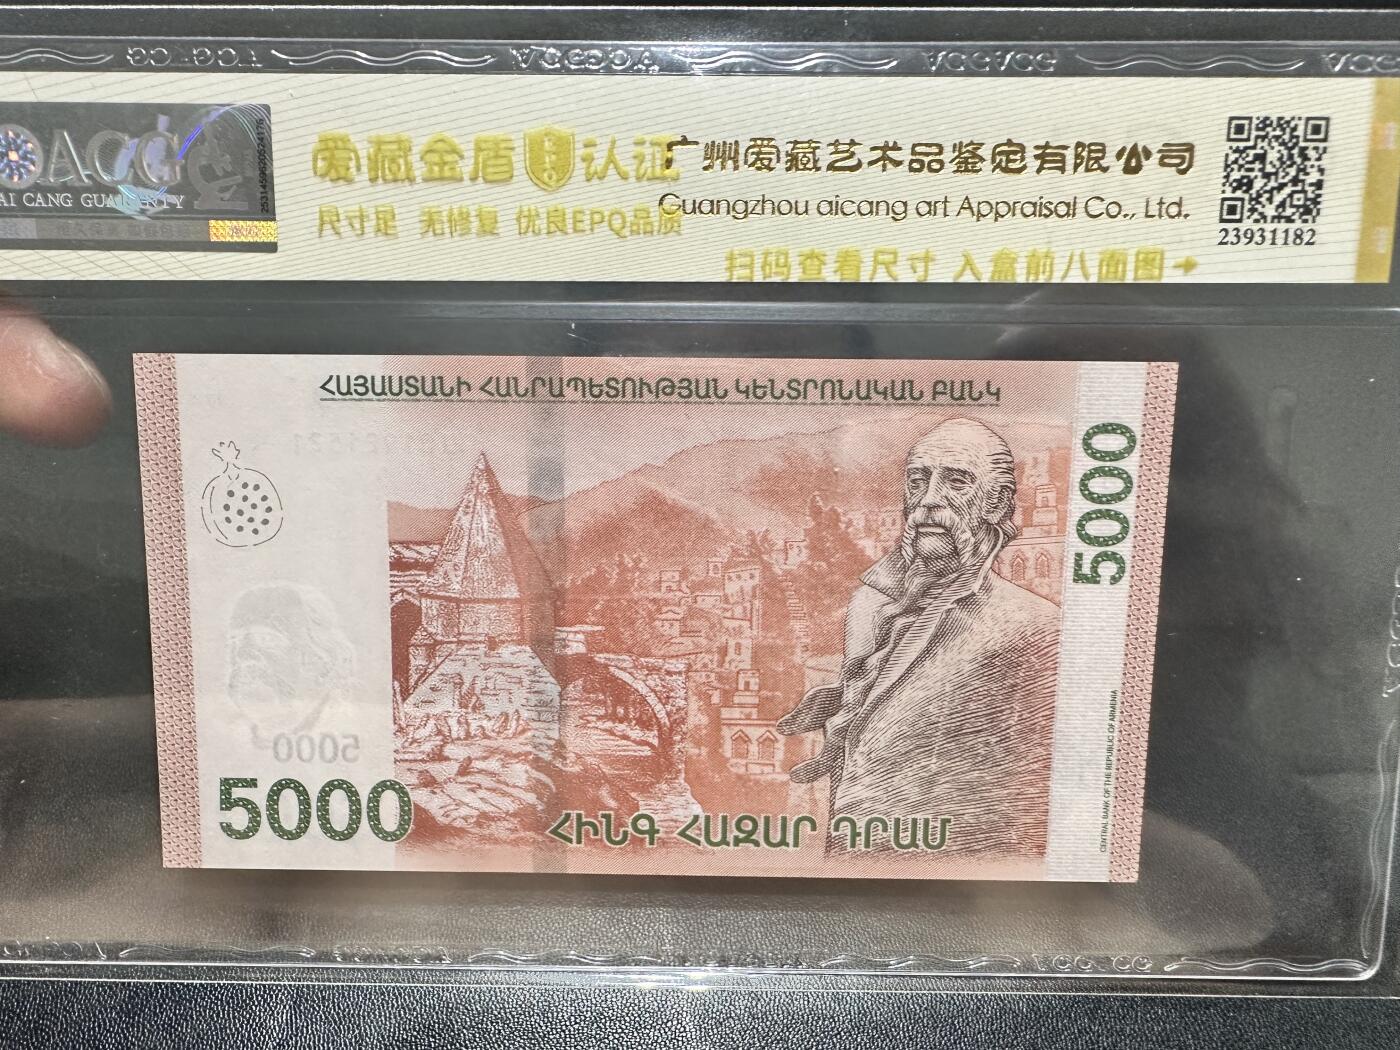 ACG
253145963052417
爱藏金盾 认证
尺寸足 无修复 优良EPQ品质
广州爱藏艺术品鉴定有限公司
Guangzhou aicang art Appraisal Co., Ltd.
扫码查看尺寸 入盒前八面图→
23931182
ՀԱՅԱՍՏԱՆԻ ՀԱՆՐԱՊԵՏՈՒԹՅԱՆ ԿԵՆՏՐՈՆԱԿԱՆ ԲԱՆԿ
5000
CENTRAL BANK OF THE REPUBLIC OF ARMENIA
5000
5000
ՀԻՆԳ ՀԱԶԱՐ ԴՐԱՄ